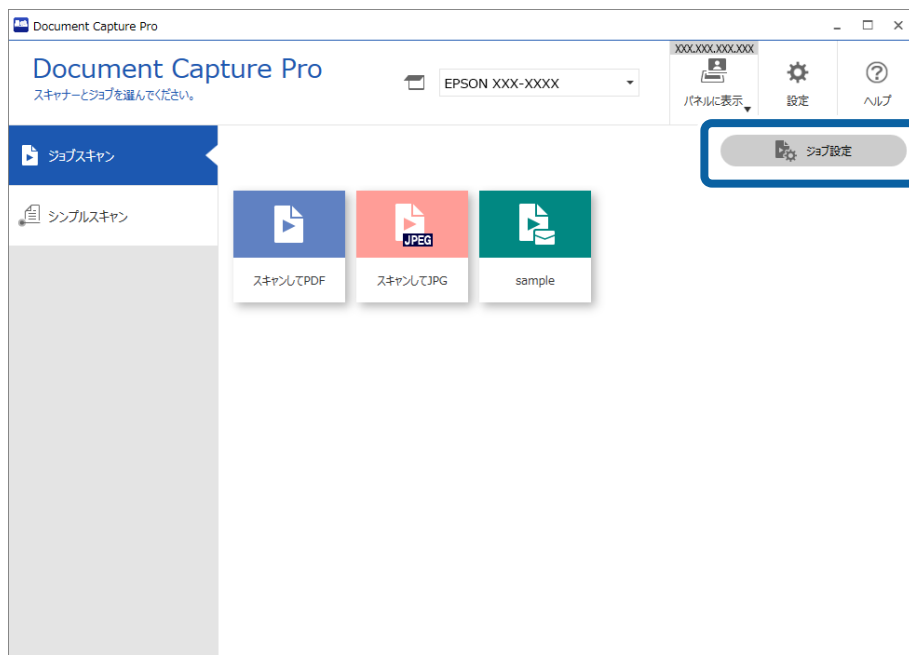 Document Capture Pro
Document Capture Pro
スキャナーとジョブを選んでください。
EPSON XXX-XXXX
XXX.XXX.XXX.XXX
パネルに表示
設定
ヘルプ
ジョブスキャン
ジョブ設定
シンプルスキャン
JPEG
スキャンしてPDF
スキャンしてJPG
sample